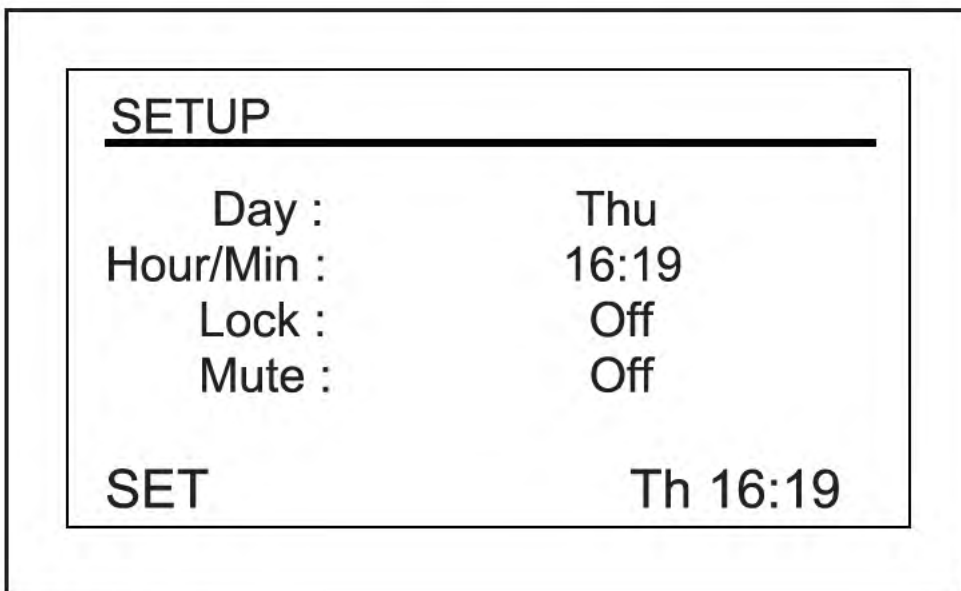 SETUP
Day : Thu
Hour/Min : 16:19
Lock : Off
Mute : Off
SET Th 16:19